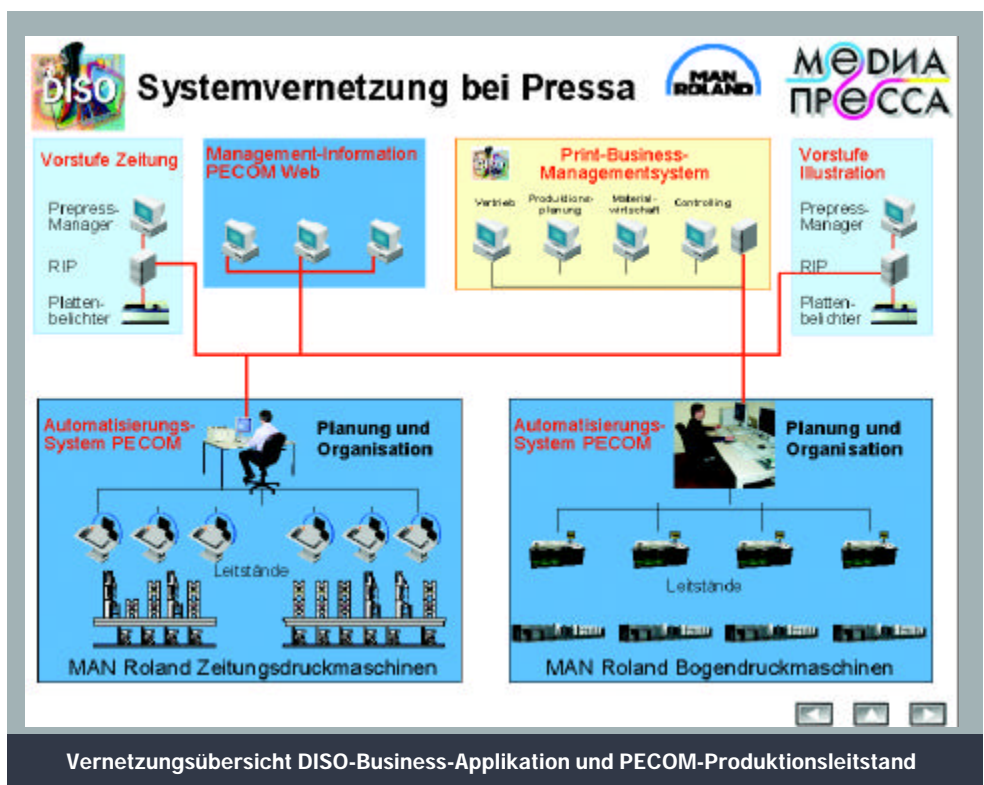 DISO
Systemvernetzung bei Pressa
MAN
ROLAND
МЕДИА
ПРЕССА
Vorstufe Zeitung
Prepress-
Manager
RIP
Platten-
belichter
Management-Information
PECOM Web
Print-Business-
Managementsystem
Vertrieb
Produktions-
planung
Material-
wirtschaft
Controlling
Vorstufe
Illustration
Prepress-
Manager
RIP
Platten-
belichter
Automatisierungs-
System PECOM
Planung und
Organisation
Leitstände
MAN Roland Zeitungsdruckmaschinen
Automatisierungs-
System PECOM
Planung und
Organisation
Leitstände
MAN Roland Bogendruckmaschinen
Vernetzungsübersicht DISO-Business-Applikation und PECOM-Produktionsleitstand